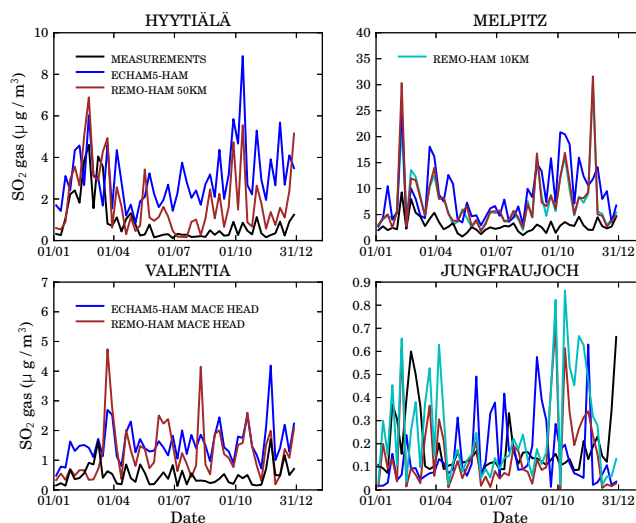 HYYTIÄLÄ
MELPITZ
SO2 gas (μ g / m3)
10
8
6
4
2
0
MEASUREMENTS
ECHAM5-HAM
REMO-HAM 50KM
40
35
30
25
20
15
10
5
0
REMO-HAM 10KM
01/01 01/04 01/07 01/10 31/12
01/01 01/04 01/07 01/10 31/12
VALENTIA
JUNGFRAUJOCH
SO2 gas (μ g / m3)
7
6
5
4
3
2
1
0
ECHAM5-HAM MACE HEAD
REMO-HAM MACE HEAD
0.9
0.8
0.7
0.6
0.5
0.4
0.3
0.2
0.1
0
01/01 01/04 01/07 01/10 31/12
01/01 01/04 01/07 01/10 31/12
Date
Date